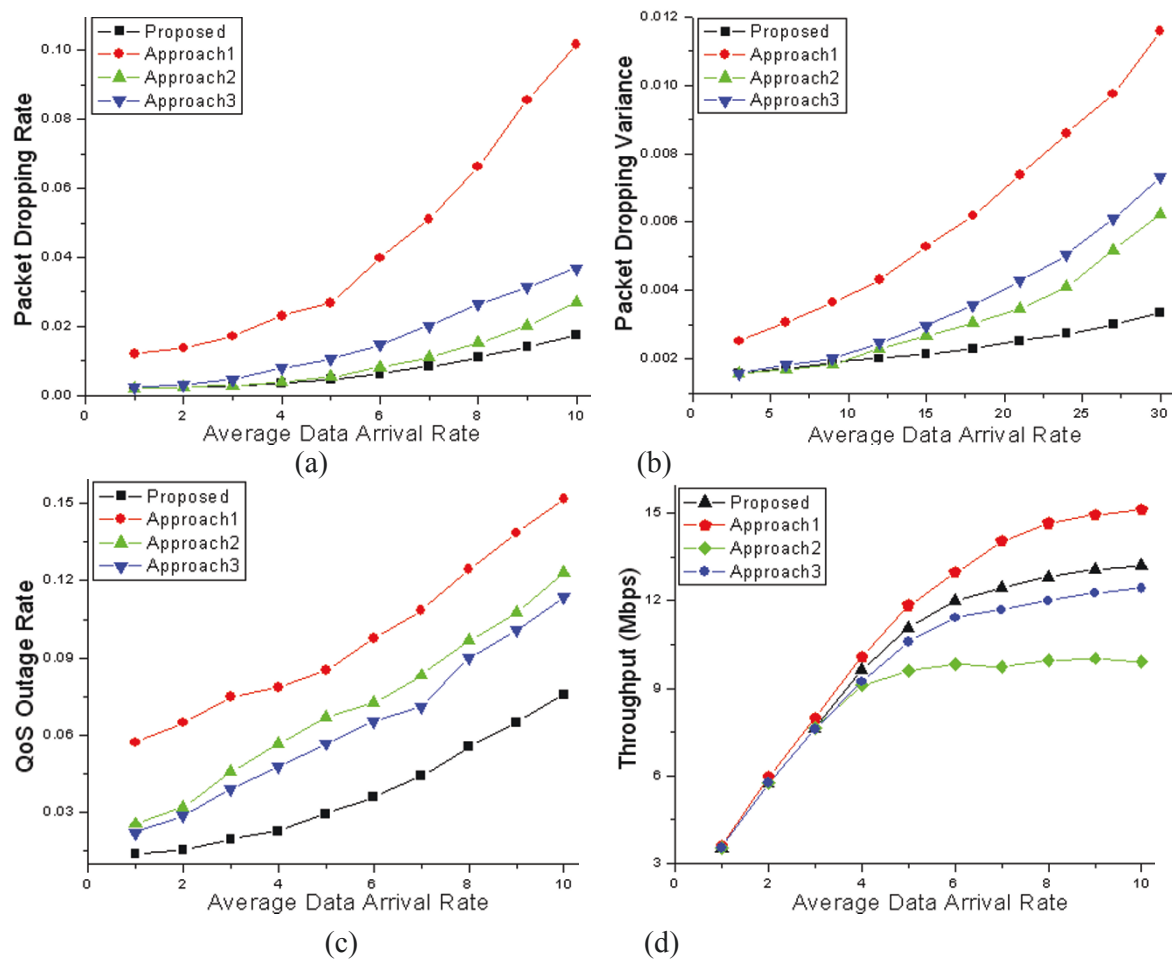 Proposed
Approach1
Approach2
Approach3
Packet Dropping Rate
0.10
0.08
0.06
0.04
0.02
0.00
0 2 4 6 8 10
Average Data Arrival Rate
(a)
Proposed
Approach1
Approach2
Approach3
Packet Dropping Variance
0.012
0.010
0.008
0.006
0.004
0.002
0 5 10 15 20 25 30
Average Data Arrival Rate
(b)
Proposed
Approach1
Approach2
Approach3
QoS Outage Rate
0.15
0.12
0.09
0.06
0.03
0 2 4 6 8 10
Average Data Arrival Rate
(c)
Proposed
Approach1
Approach2
Approach3
Throughput (Mbps)
15
12
9
6
3
0 2 4 6 8 10
Average Data Arrival Rate
(d)